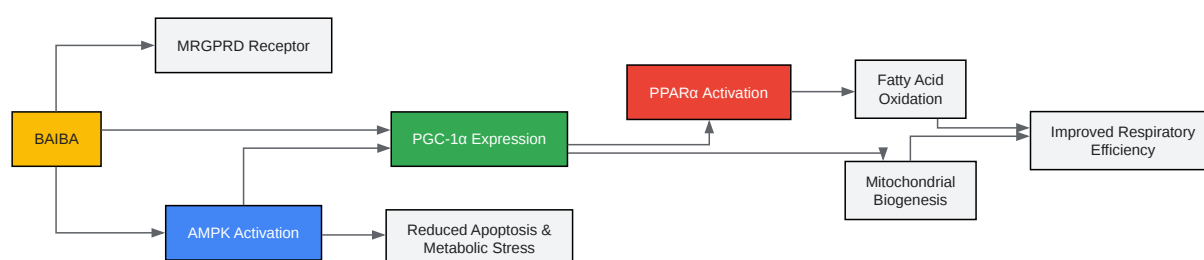 MRGPRD Receptor
BAIBA
AMPK Activation
PGC-1α Expression
Reduced Apoptosis &
Metabolic Stress
PPARα Activation
Fatty Acid
Oxidation
Mitochondrial
Biogenesis
Improved Respiratory
Efficiency